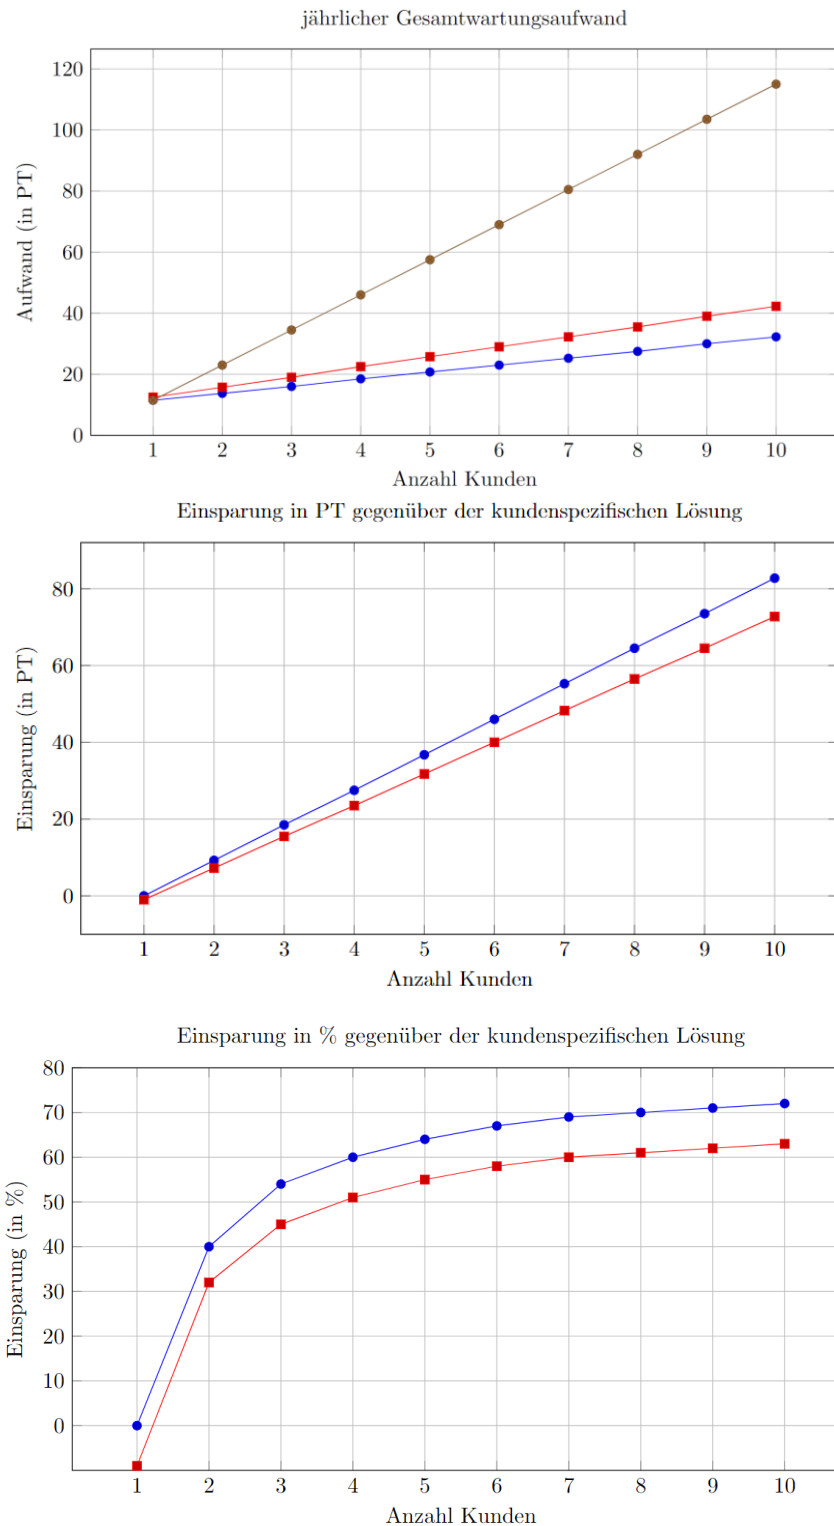 jährlicher Gesamtwartungsaufwand
120
100
80
60
40
20
0
Aufwand (in PT)
1 2 3 4 5 6 7 8 9 10
Anzahl Kunden
Einsparung in PT gegenüber der kundenspezifischen Lösung
80
60
40
20
0
Einsparung (in PT)
1 2 3 4 5 6 7 8 9 10
Anzahl Kunden
Einsparung in % gegenüber der kundenspezifischen Lösung
80
70
60
50
40
30
20
10
0
Einsparung (in %)
1 2 3 4 5 6 7 8 9 10
Anzahl Kunden